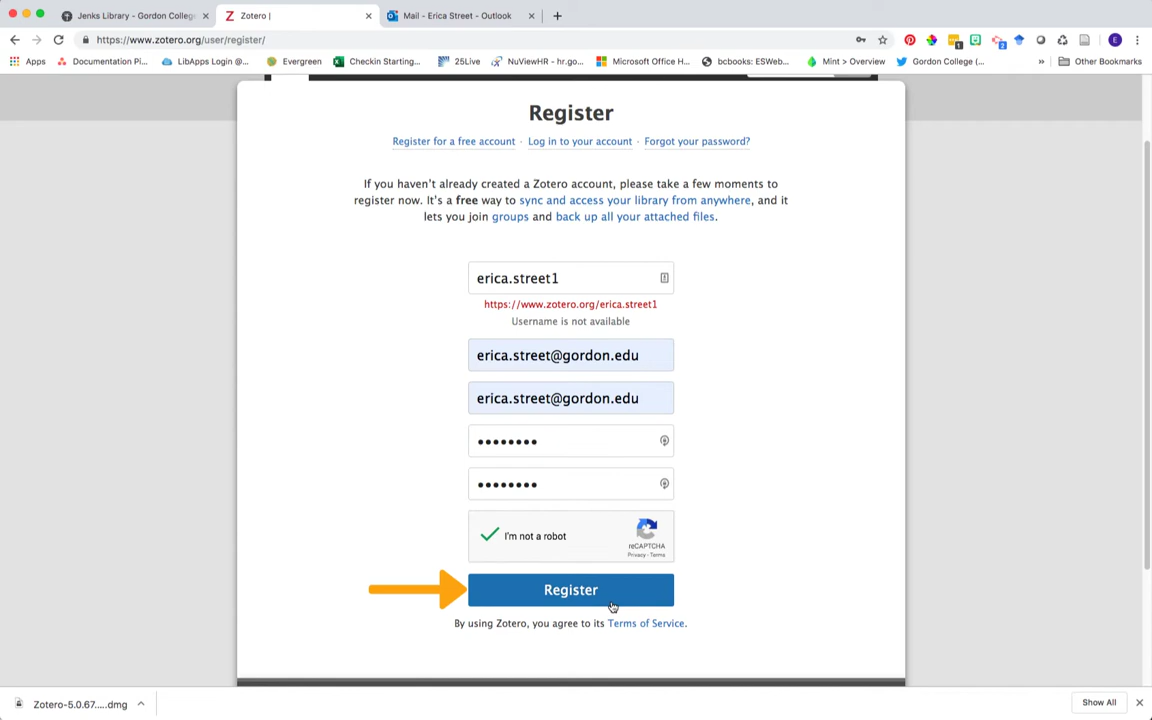 Jenks Library - Gordon Colleg
Zotero |
Mail - Erica Street - Outlook
https://www.zotero.org/user/register/
Apps
Documentation Pi...
LibApps Login @...
Evergreen
Checkin Starting...
25Live
NuViewHR - hr.go...
Microsoft Office H...
bcbooks: ESWeb...
Mint > Overview
Gordon College (...
»
Other Bookmarks
Register
Register for a free account · Log in to your account · Forgot your password?
If you haven't already created a Zotero account, please take a few moments to
register now. It's a free way to sync and access your library from anywhere, and it
lets you join groups and back up all your attached files.
erica.street1
https://www.zotero.org/erica.street1
Username is not available
erica.street@gordon.edu
erica.street@gordon.edu
I'm not a robot
reCAPTCHA
Privacy - Terms
Register
By using Zotero, you agree to its Terms of Service.
Zotero-5.0.67.....dmg
Show All